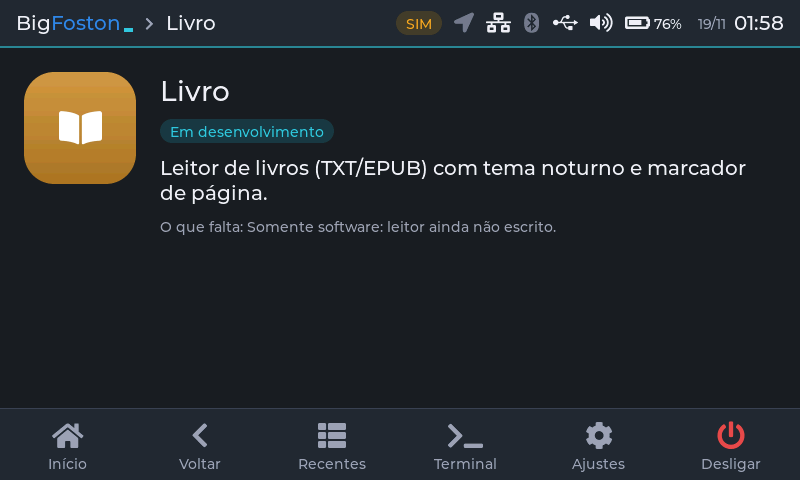 BigFoston_ > Livro SIM 76% 19/11 01:58
Livro
Em desenvolvimento
Leitor de livros (TXT/EPUB) com tema noturno e marcador
de página.
O que falta: Somente software: leitor ainda não escrito.
Início Voltar Recentes Terminal Ajustes Desligar